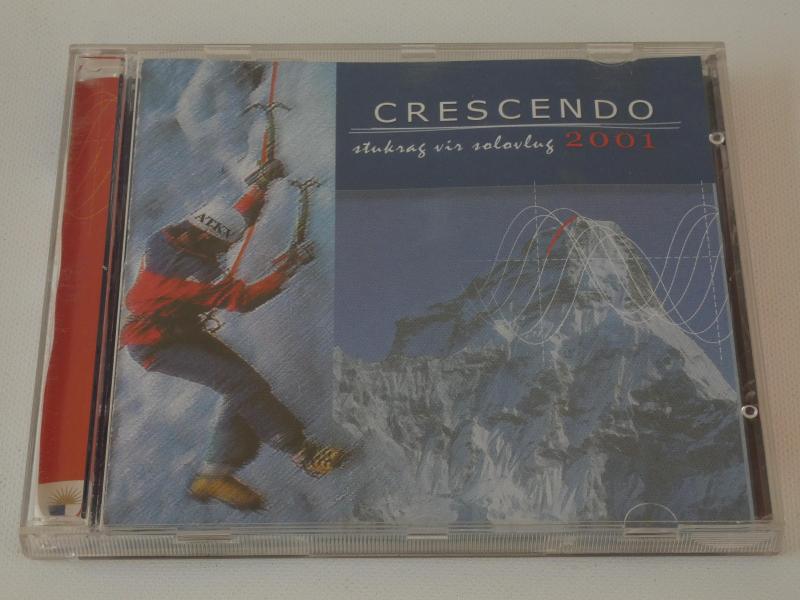 CRESCENDO
stukrag vir solovlug 2001
ATKV